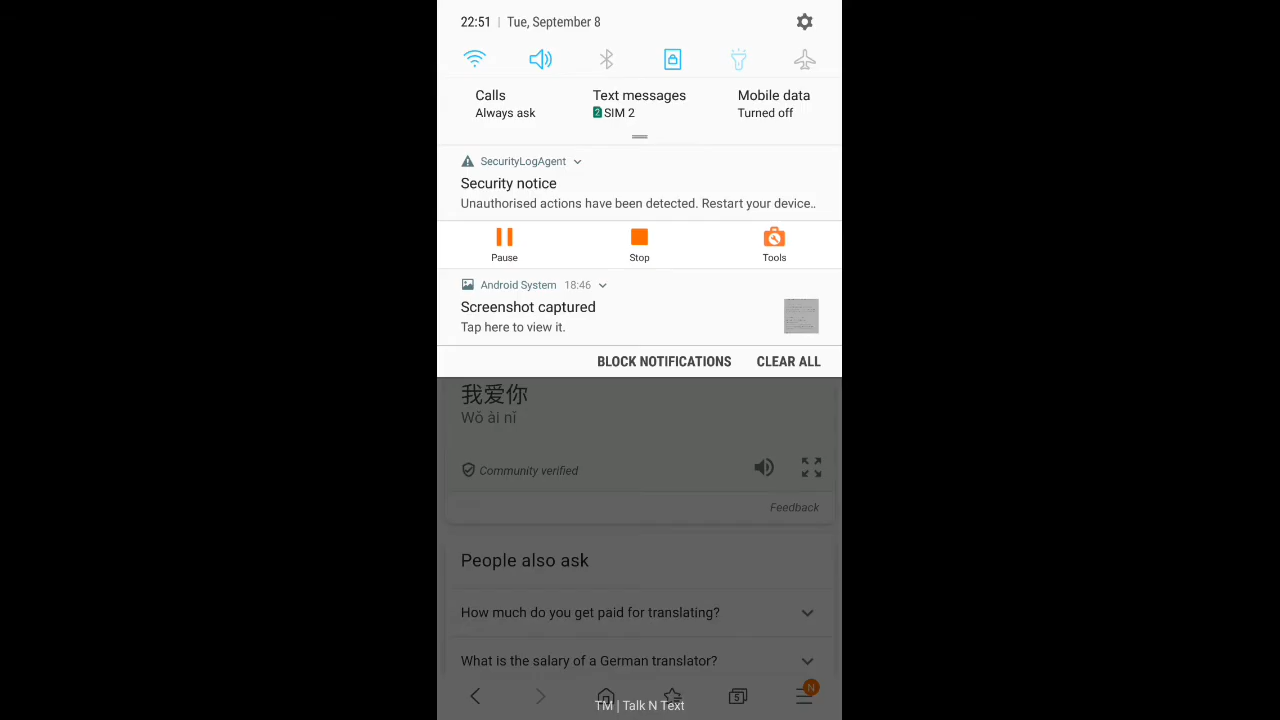 22:51 | Tue, September 8
Calls
Always ask
Text messages
2 SIM 2
Mobile data
Turned off
SecurityLogAgent
Security notice
Unauthorised actions have been detected. Restart your device..
Pause
Stop
Tools
Android System 18:46
Screenshot captured
Tap here to view it.
BLOCK NOTIFICATIONS CLEAR ALL
我爱你
Wǒ ài nǐ
Community verified
Feedback
People also ask
How much do you get paid for translating?
What is the salary of a German translator?
5
N
TM | Talk N Text